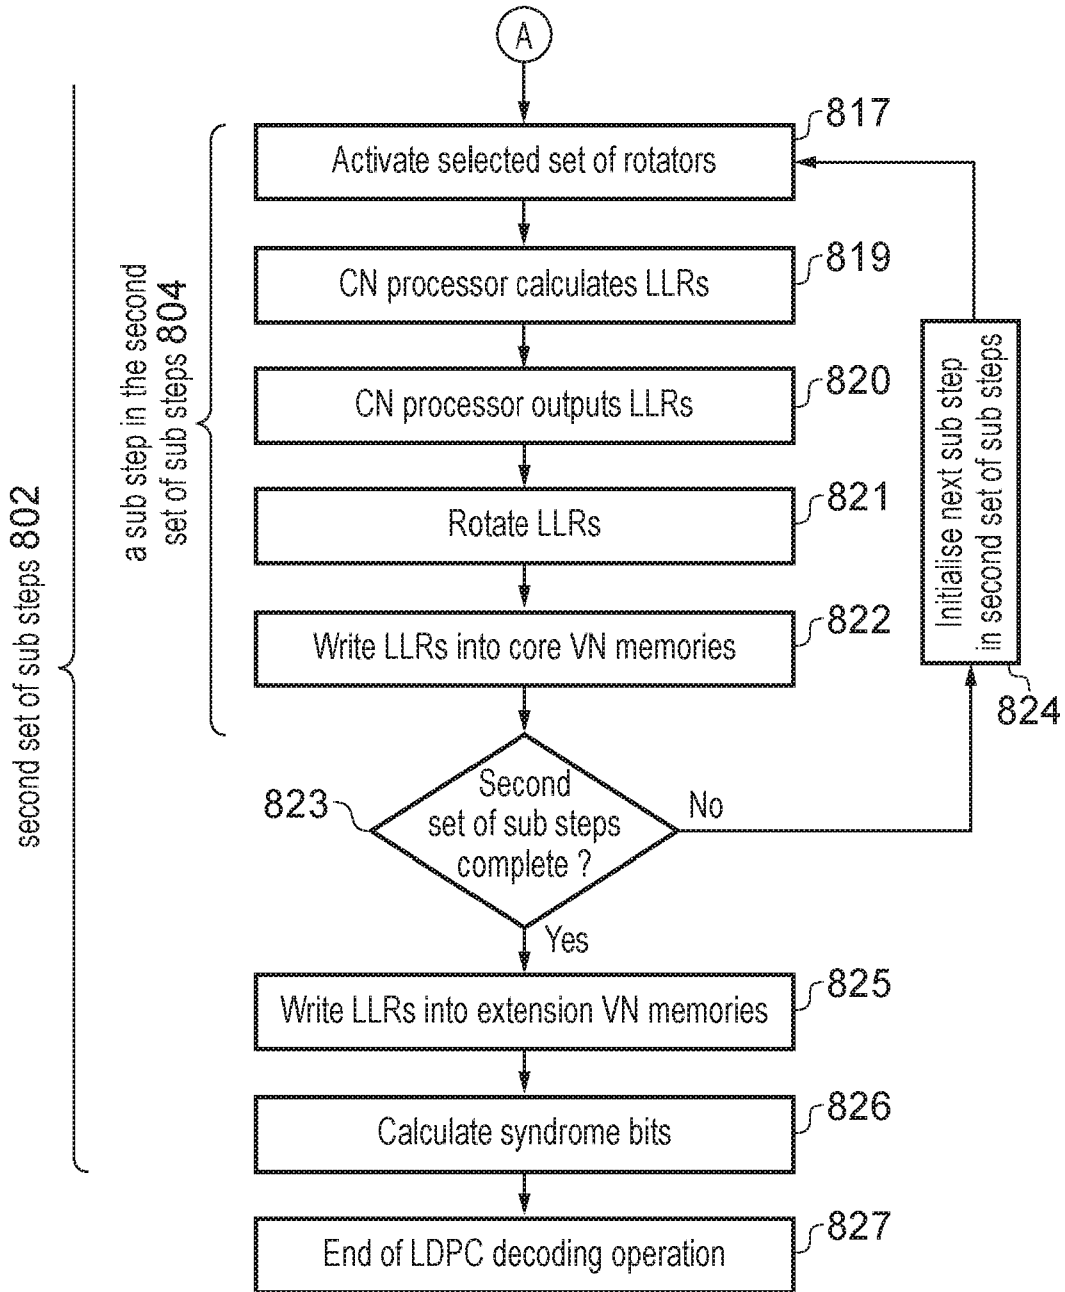 A
817
Activate selected set of rotators
819
CN processor calculates LLRs
820
CN processor outputs LLRs
821
Rotate LLRs
822
Write LLRs into core VN memories
a sub step in the second
set of sub steps 804
second set of sub steps 802
Initialise next sub step
in second set of sub steps
824
823
Second
set of sub steps
complete ?
No
Yes
825
Write LLRs into extension VN memories
826
Calculate syndrome bits
827
End of LDPC decoding operation